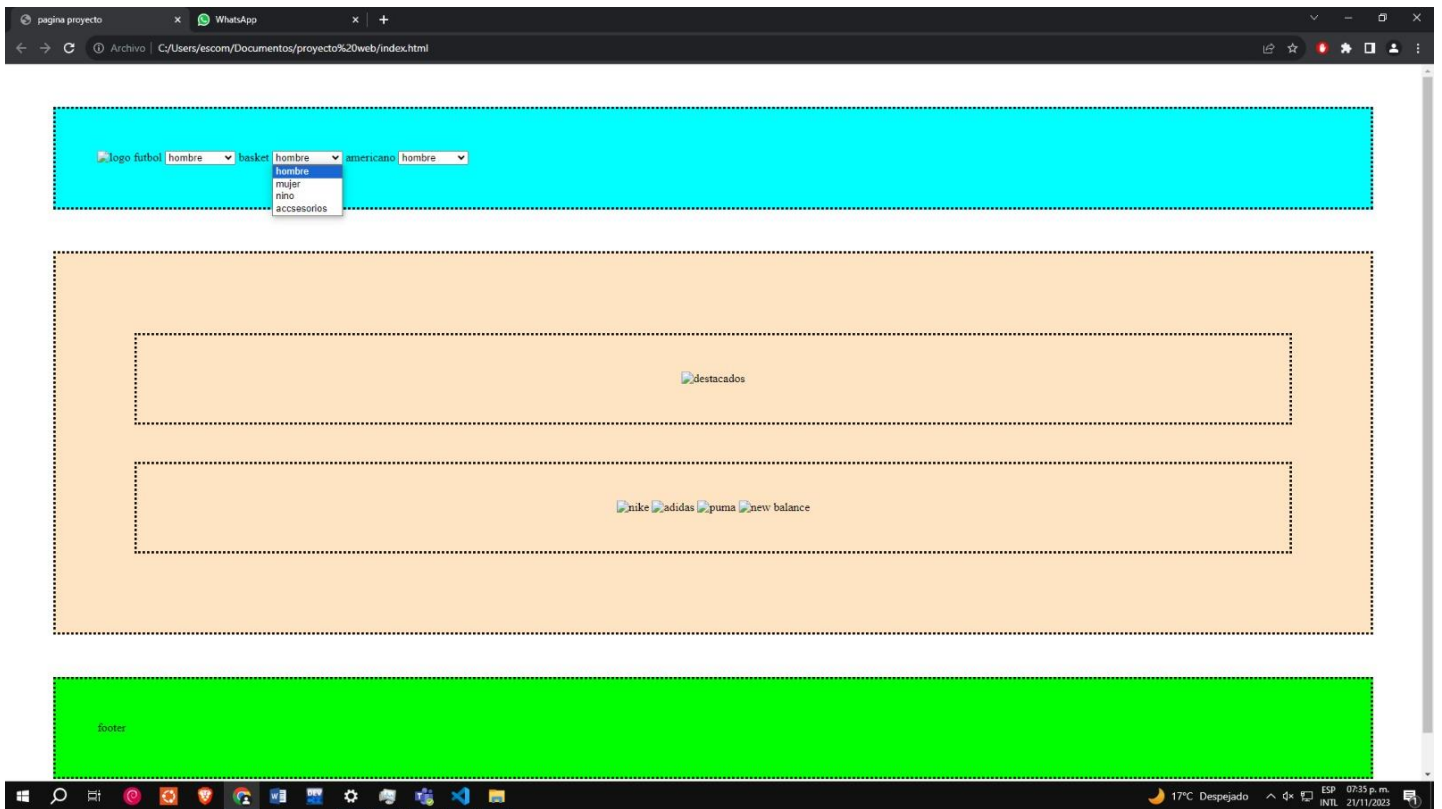 pagina proyecto
WhatsApp
Archivo C:/Users/escom/Documentos/proyecto%20web/index.html
logo futbol hombre basket hombre americano hombre
hombre
mujer
nino
accsesorios
destacados
nike adidas puma new balance
footer
17°C Despejado ESP 07:35 p. m.
INTL 21/11/2023